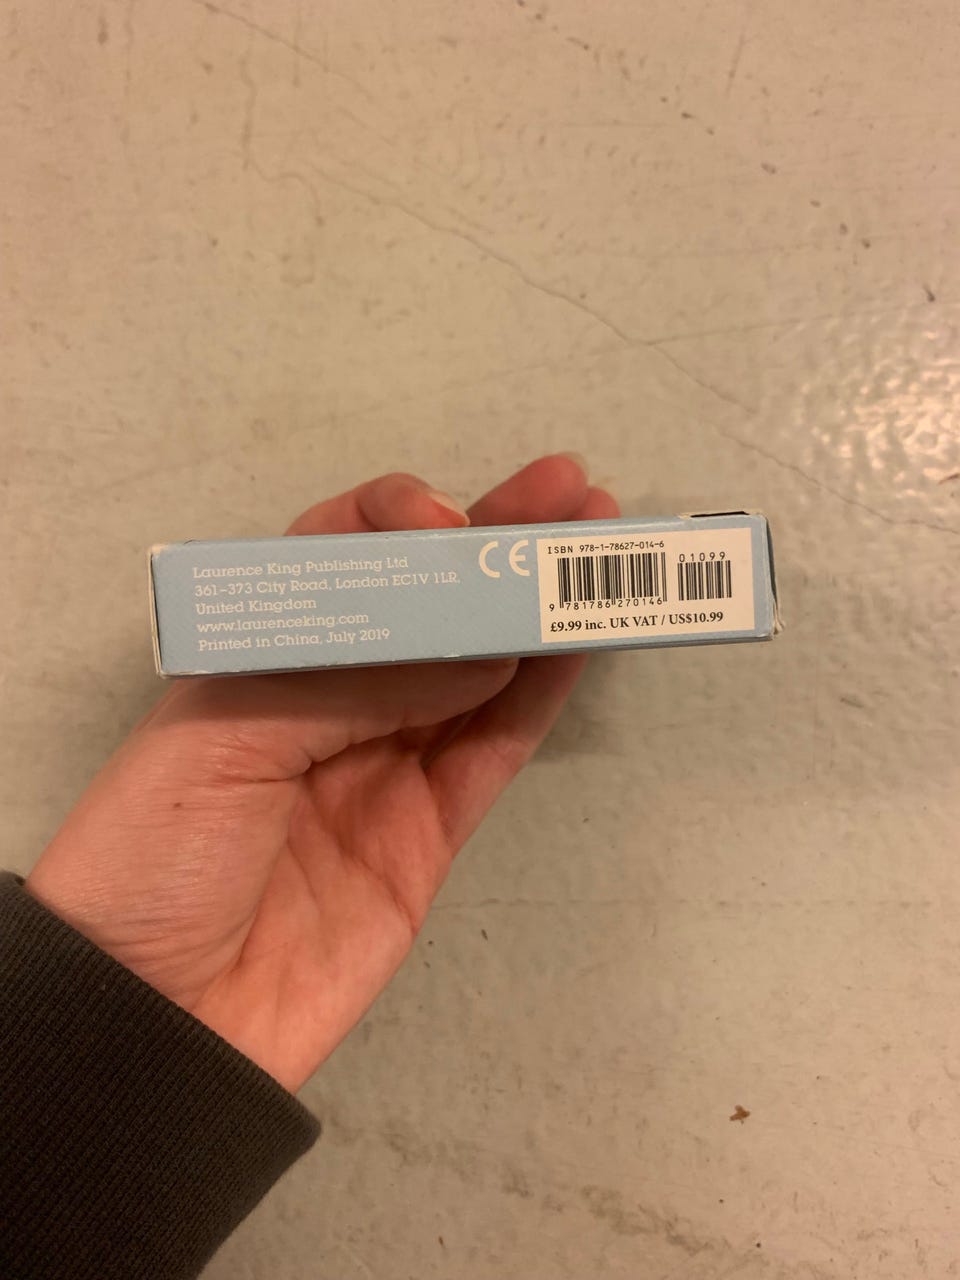 Laurence King Publishing Ltd
361–373 City Road, London EC1V 1LR,
United Kingdom
www.laurenceking.com
Printed in China, July 2019
CE
ISBN 978-1-78627-014-6
01099
9 781786 270146
£9.99 inc. UK VAT / US$10.99